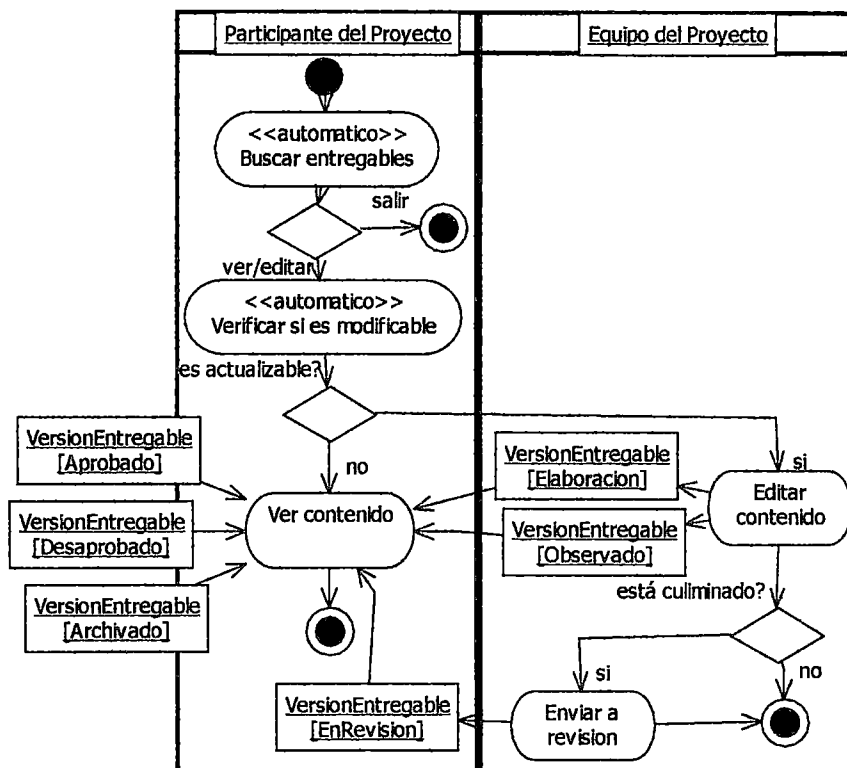 Participante del Proyecto
Equipo del Proyecto
<<automatico>>
Buscar entregables
salir
ver/editar
<<automatico>>
Verificar si es modificable
es actualizable?
VersionEntregable
[Aprobado]
no
si
VersionEntregable
[Elaboracion]
Editar
contenido
Ver contenido
VersionEntregable
[Desaprobado]
VersionEntregable
[Observado]
VersionEntregable
[Archivado]
está culiminado?
si
no
VersionEntregable
[EnRevision]
Enviar a
revision